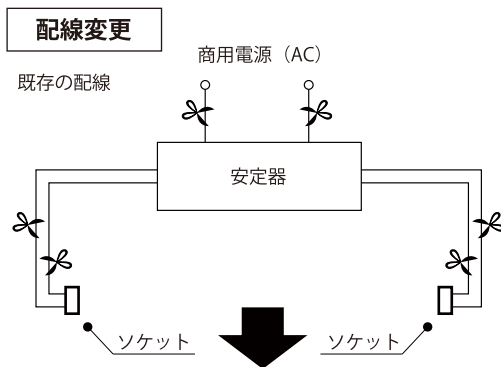 配線変更
商用電源（AC）
既存の配線
安定器
ソケット
ソケット